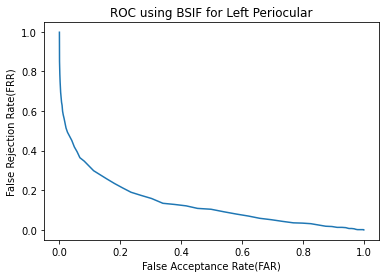 ROC using BSIF for Left Periocular
False Rejection Rate(FRR)
1.0
0.8
0.6
0.4
0.2
0.0
0.0 0.2 0.4 0.6 0.8 1.0
False Acceptance Rate(FAR)